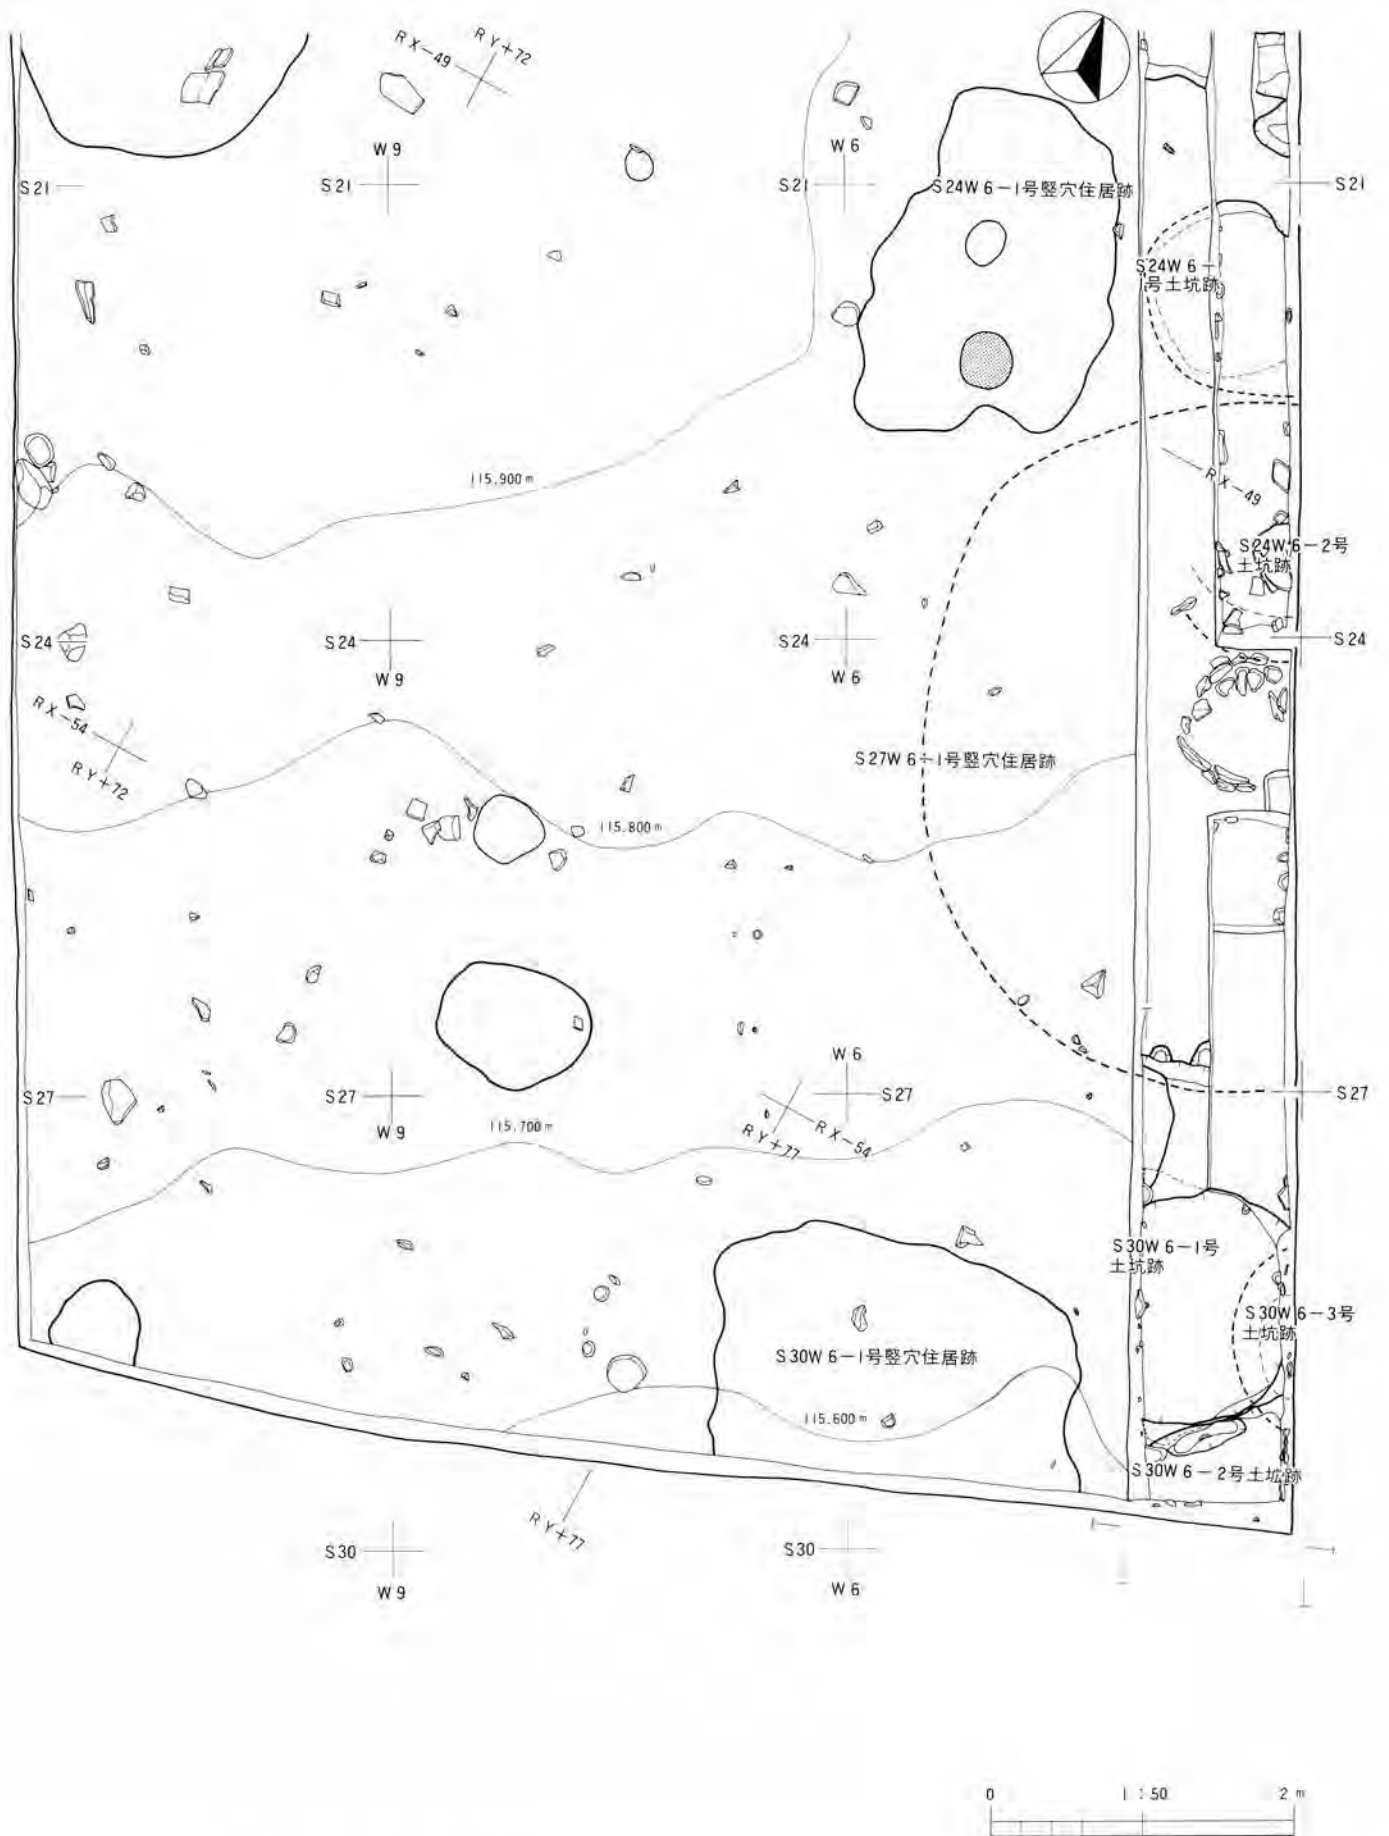 RX-49
RY+72
W9
W6
S21
S21
S21
S21
S24W6-1号竪穴住居跡
S24W6-
号土坑跡
115.900m
RX-49
S24W6-2号
土坑跡
S24
S24
S24
S24
W9
W6
RX-54
RY+72
S27W6-1号竪穴住居跡
115.800m
W6
S27
S27
S27
S27
W9
115.700m
RX-54
RY+77
S30W6-1号
土坑跡
S30W6-3号
土坑跡
S30W6-1号竪穴住居跡
115.600m
S30W6-2号土坑跡
RY+77
S30
S30
W9
W6
0 1:50 2m